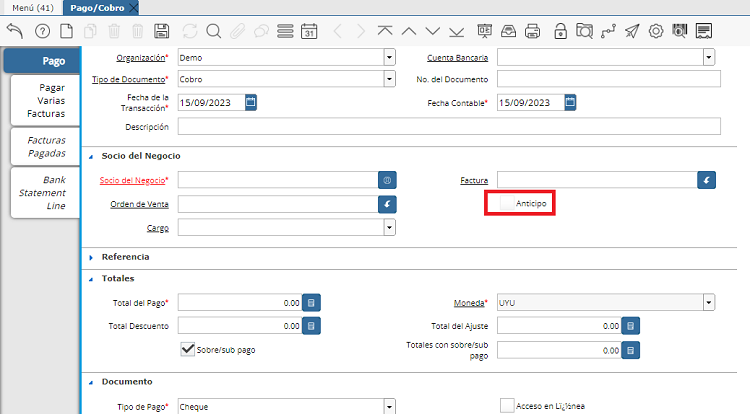 Menú (41)
Pago/Cobro
31
Pago
Pagar
Varias
Facturas
Facturas
Pagadas
Bank
Statement
Line
Organización* Demo
Cuenta Bancaria
Tipo de Documento* Cobro
No. del Documento
Fecha de la
Transacción* 15/09/2023
Fecha Contable* 15/09/2023
Descripción
Socio del Negocio
Socio del Negocio*
Factura
Orden de Venta
Anticipo
Cargo
Referencia
Totales
Total del Pago* 0.00
Moneda* UYU
Total Descuento 0.00
Total del Ajuste 0.00
Sobre/sub pago
Totales con sobre/sub
pago 0.00
Documento
Tipo de Pago* Cheque
Acceso en Lï¿½nea